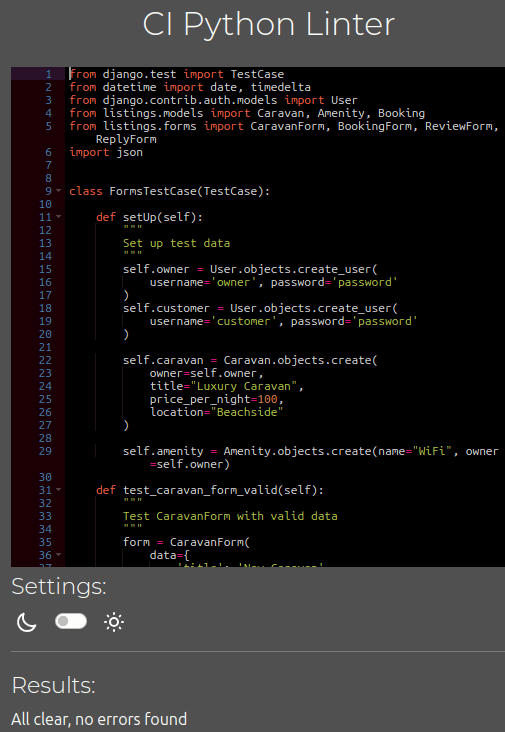 CI Python Linter
1 from django.test import TestCase
2 from datetime import date, timedelta
3 from django.contrib.auth.models import User
4 from listings.models import Caravan, Amenity, Booking
5 from listings.forms import CaravanForm, BookingForm, ReviewForm,
ReplyForm
6 import json
7
8
9 class FormsTestCase(TestCase):
10
11 def setUp(self):
12 """
13 Set up test data
14 """
15 self.owner = User.objects.create_user(
16 username='owner', password='password'
17 )
18 self.customer = User.objects.create_user(
19 username='customer', password='password'
20 )
21
22 self.caravan = Caravan.objects.create(
23 owner=self.owner,
24 title="Luxury Caravan",
25 price_per_night=100,
26 location="Beachside"
27 )
28
29 self.amenity = Amenity.objects.create(name="WiFi", owner
=self.owner)
30
31 def test_caravan_form_valid(self):
32 """
33 Test CaravanForm with valid data
34 """
35 form = CaravanForm(
36 data={
37 'title': 'New Caravan',
Settings:
Results:
All clear, no errors found